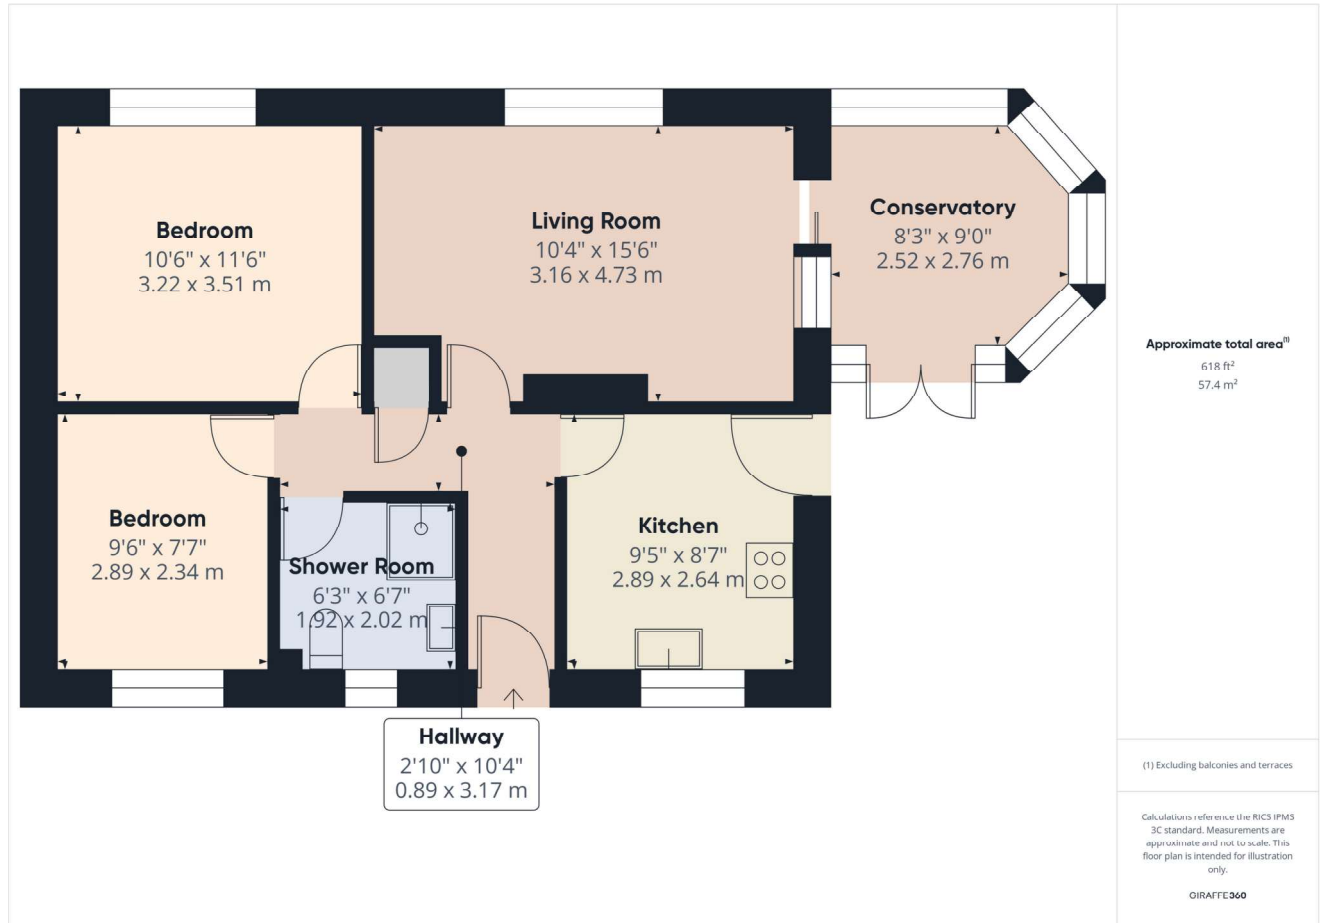 Bedroom
10'6" x 11'6"
3.22 x 3.51 m
Living Room
10'4" x 15'6"
3.16 x 4.73 m
Conservatory
8'3" x 9'0"
2.52 x 2.76 m
Bedroom
9'6" x 7'7"
2.89 x 2.34 m
Shower Room
6'3" x 6'7"
1.92 x 2.02 m
Kitchen
9'5" x 8'7"
2.89 x 2.64 m
Hallway
2'10" x 10'4"
0.89 x 3.17 m
Approximate total area(1)
618 ft²
57.4 m²
(1) Excluding balconies and terraces
Calculations reference the RICS IPMS
3C standard. Measurements are
approximate and not to scale. This
floor plan is intended for illustration
only.
GIRAFFE360